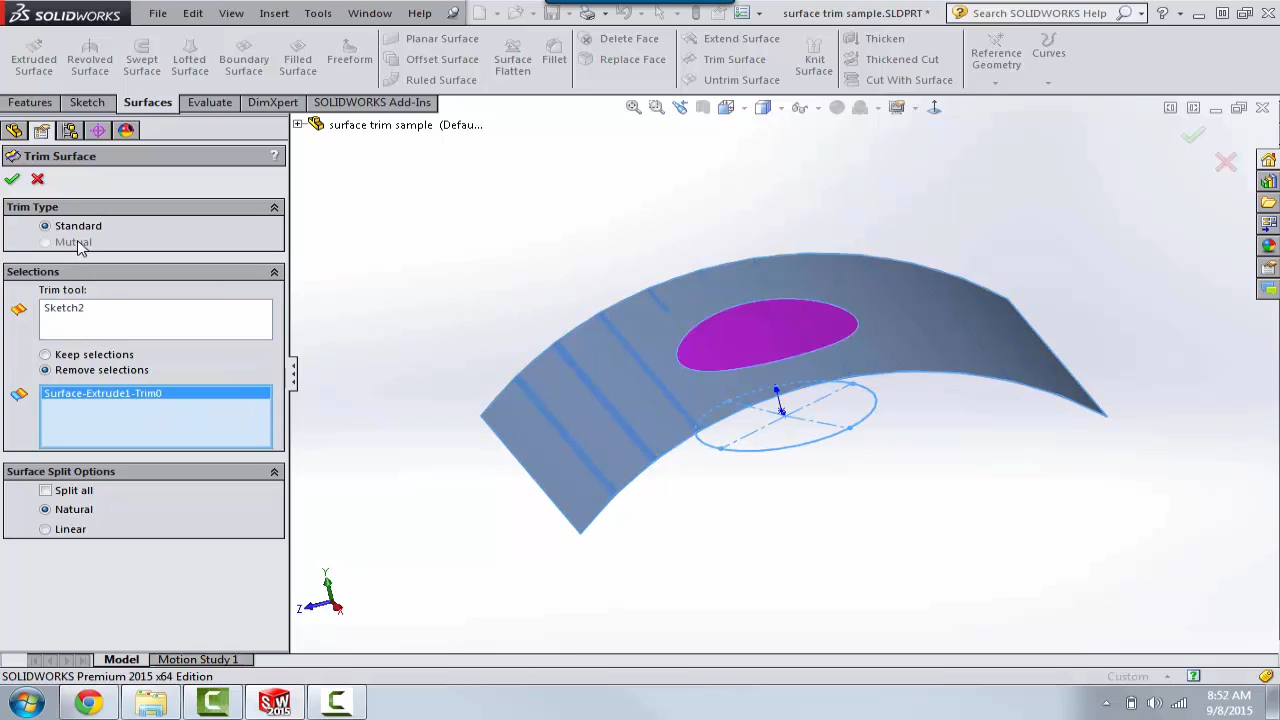 SOLIDWORKS File Edit View Insert Tools Window Help surface trim sample.SLDPRT * Search SOLIDWORKS Help
Extruded Surface
Revolved Surface
Swept Surface
Lofted Surface
Boundary Surface
Filled Surface
Freeform
Planar Surface
Offset Surface
Ruled Surface
Surface Flatten
Fillet
Delete Face
Replace Face
Extend Surface
Trim Surface
Untrim Surface
Knit Surface
Thicken
Thickened Cut
Cut With Surface
Reference Geometry
Curves
Features Sketch Surfaces Evaluate DimXpert SOLIDWORKS Add-Ins
surface trim sample (Defau...
Trim Surface ?
Trim Type
Standard
Mutual
Selections
Trim tool:
Sketch2
Keep selections
Remove selections
Surface-Extrude1-Trim0
Surface Split Options
Split all
Natural
Linear
Y
Z
X
Model Motion Study 1
SOLIDWORKS Premium 2015 x64 Edition Custom
SW 2015
8:52 AM
9/8/2015